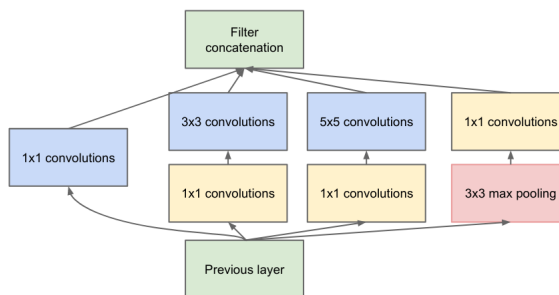 Filter
concatenation
3x3 convolutions
5x5 convolutions
1x1 convolutions
1x1 convolutions
1x1 convolutions
1x1 convolutions
3x3 max pooling
Previous layer